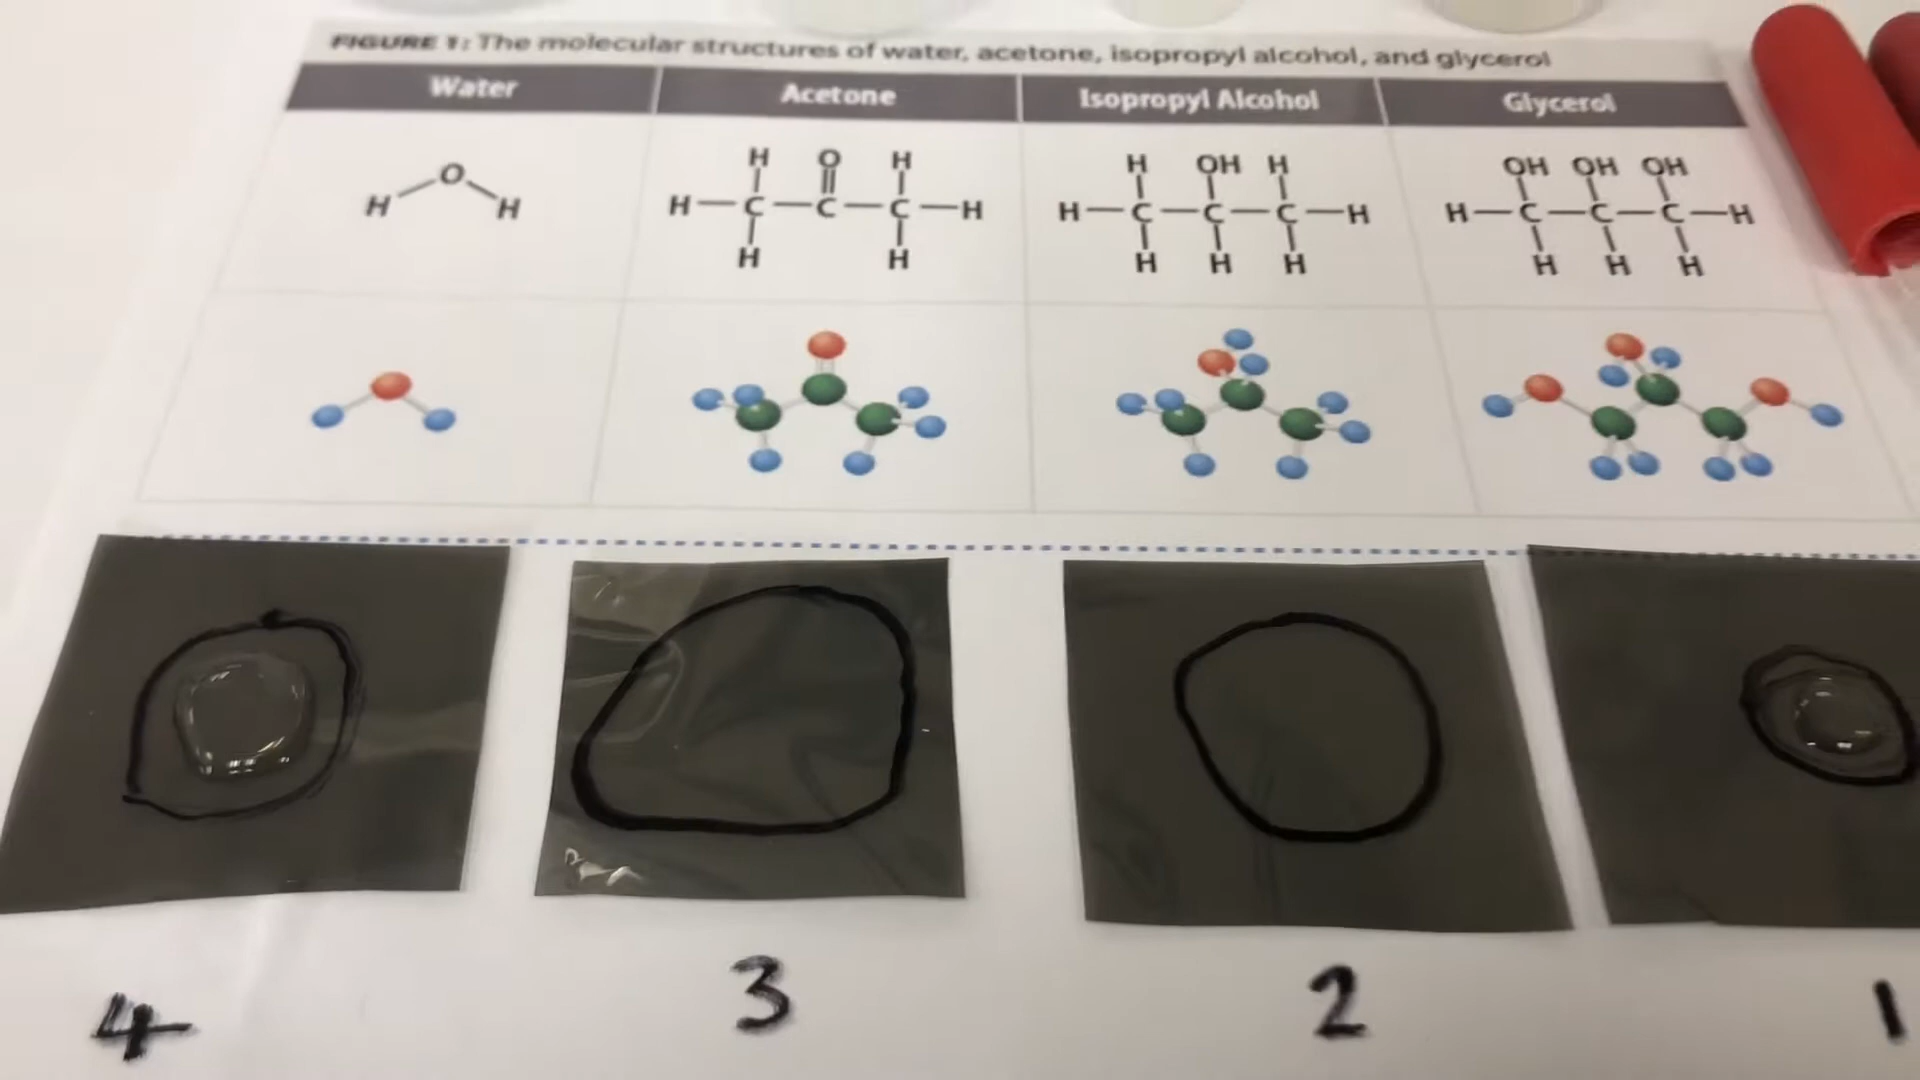 FIGURE 1: The molecular structures of water, acetone, isopropyl alcohol, and glycerol
Water Acetone Isopropyl Alcohol Glycerol
H O H OH H OH OH OH
O
H H
H C C C H H C C C H H C C C H
H H H H H H H H
4 3 2 1